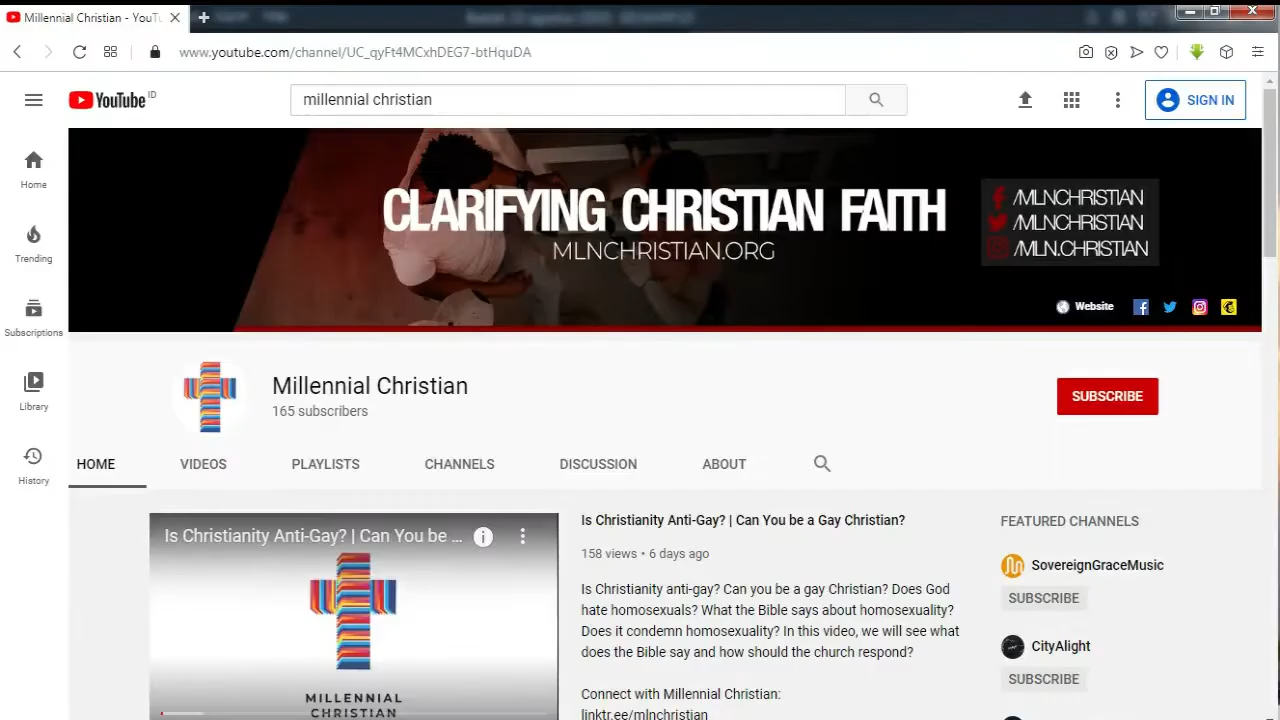 Millennial Christian - YouTu
www.youtube.com/channel/UC_qyFt4MCxhDEG7-btHquDA
YouTube ID
millennial christian
SIGN IN
Home
Trending
Subscriptions
Library
History
CLARIFYING CHRISTIAN FAITH
MLNCHRISTIAN.ORG
/MLNCHRISTIAN
/MLNCHRISTIAN
/MLN.CHRISTIAN
Website
Millennial Christian
165 subscribers
SUBSCRIBE
HOME VIDEOS PLAYLISTS CHANNELS DISCUSSION ABOUT
Is Christianity Anti-Gay? | Can You be ...
MILLENNIAL
CHRISTIAN
Is Christianity Anti-Gay? | Can You be a Gay Christian?
158 views • 6 days ago
Is Christianity anti-gay? Can you be a gay Christian? Does God
hate homosexuals? What the Bible says about homosexuality?
Does it condemn homosexuality? In this video, we will see what
does the Bible say and how should the church respond?
Connect with Millennial Christian:
linktr.ee/mlnchristian
FEATURED CHANNELS
SovereignGraceMusic
SUBSCRIBE
CityAlight
SUBSCRIBE